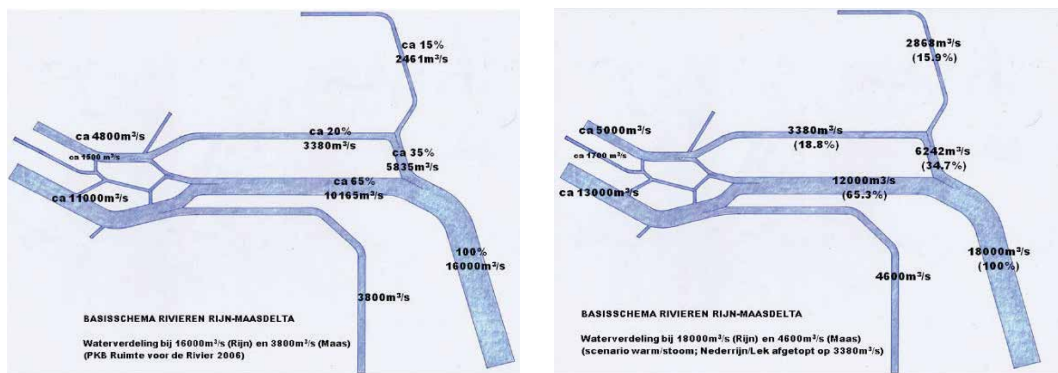 ca 15%
2461m³/s
ca 4800m³/s
ca 20%
3380m³/s
ca 1500 m³/s
ca 35%
5835m³/s
ca 65%
10165m³/s
ca 11000m³/s
100%
16000m³/s
3800m³/s
BASISSCHEMA RIVIEREN RIJN-MAASDELTA
Waterverdeling bij 16000m³/s (Rijn) en 3800m³/s (Maas)
(PKB Ruimte voor de Rivier 2006)
2868m³/s
(15.9%)
ca 5000m³/s
3380m³/s
(18.8%)
ca 1700 m³/s
6242m³/s
(34.7%)
12000m3/s
(65.3%)
ca 13000m³/s
18000m³/s
(100%)
4600m³/s
BASISSCHEMA RIVIEREN RIJN-MAASDELTA
Waterverdeling bij 18000m³/s (Rijn) en 4600m³/s (Maas)
(scenario warm/stoom; Nederrijn/Lek afgetopt op 3380m³/s)